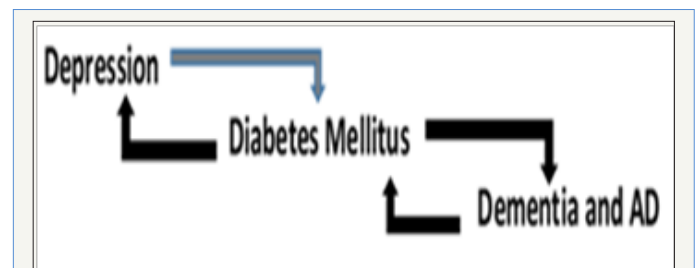 Depression
Diabetes Mellitus
Dementia and AD